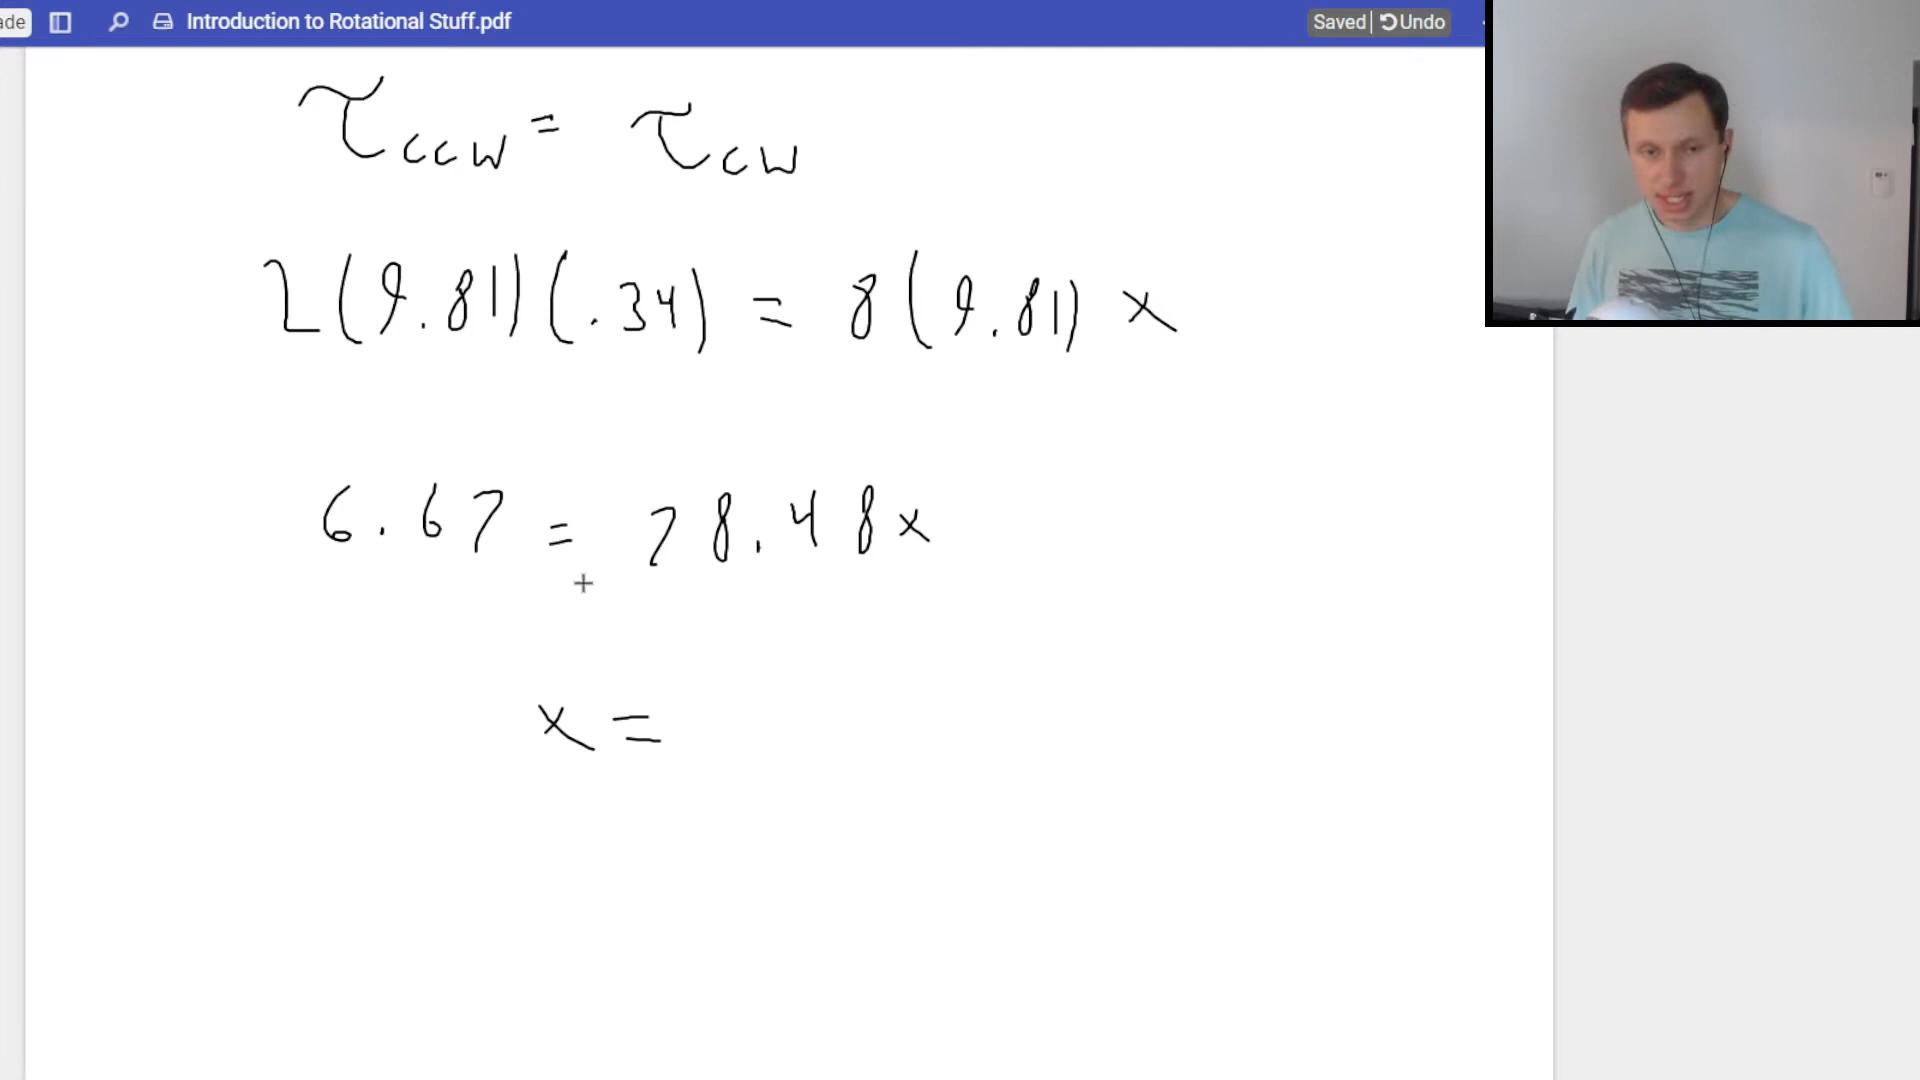 ade
Introduction to Rotational Stuff.pdf
Saved
Undo
τccw = τcw
2(9.81)(.34) = 8(9.81)x
6.67 = 78.48x
x =